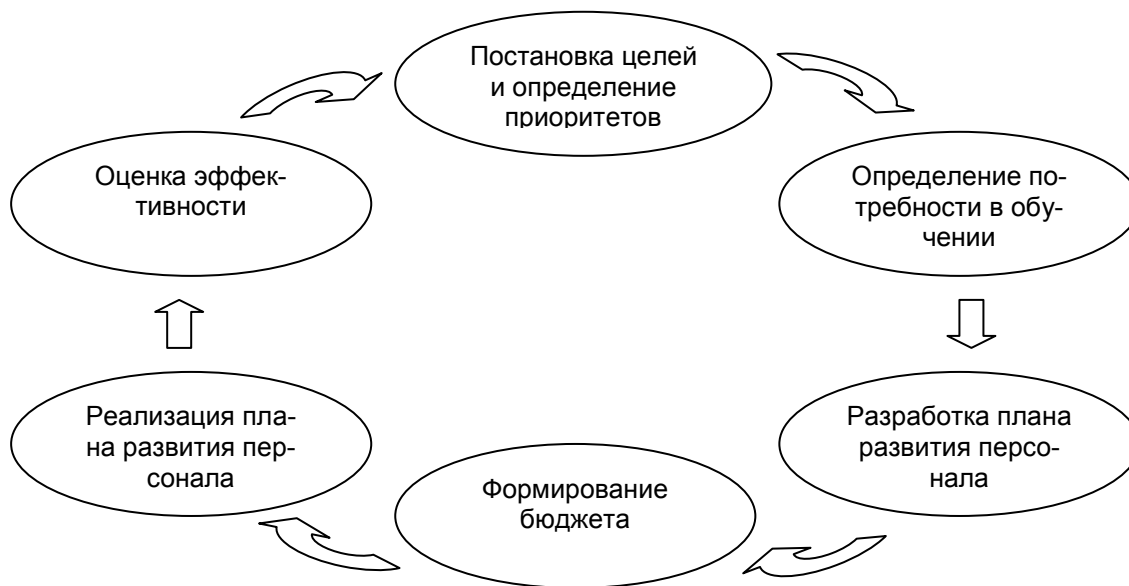 Постановка целей
и определение
приоритетов
Определение по-
требности в обу-
чении
Разработка плана
развития персо-
нала
Формирование
бюджета
Реализация пла-
на развития пер-
сонала
Оценка эффек-
тивности